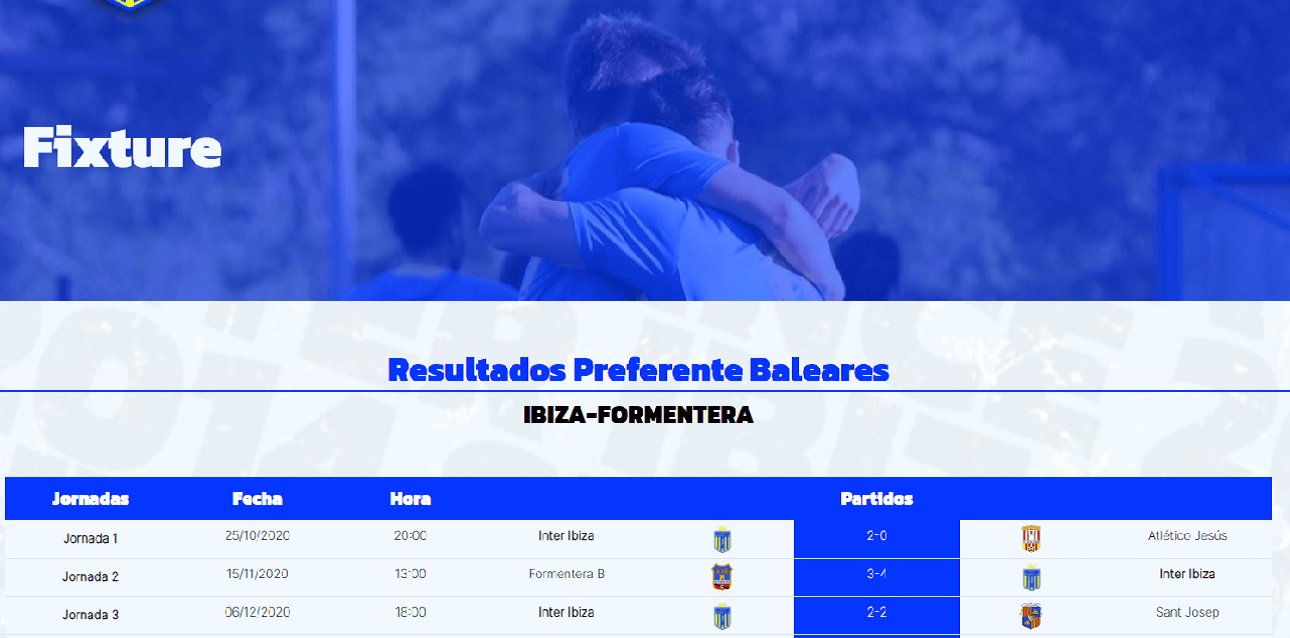 Fixture
Resultados Preferente Baleares
IBIZA-FORMENTERA
Jornadas Fecha Hora Partidos
Jornada 1 25/10/2020 20:00 Inter Ibiza 2-0 Atlético Jesús
Jornada 2 15/11/2020 13:00 Formentera B 3-4 Inter Ibiza
Jornada 3 06/12/2020 18:00 Inter Ibiza 2-2 Sant Josep